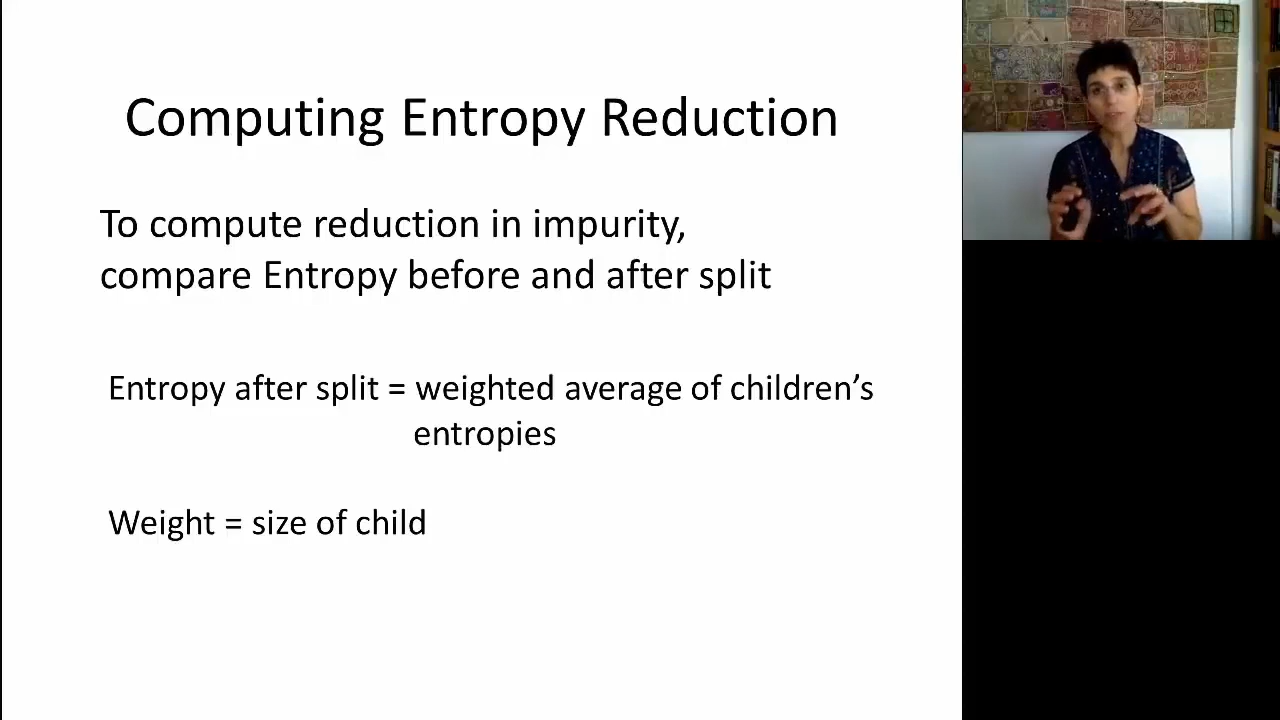 Computing Entropy Reduction
To compute reduction in impurity,
compare Entropy before and after split
Entropy after split = weighted average of children’s
entropies
Weight = size of child